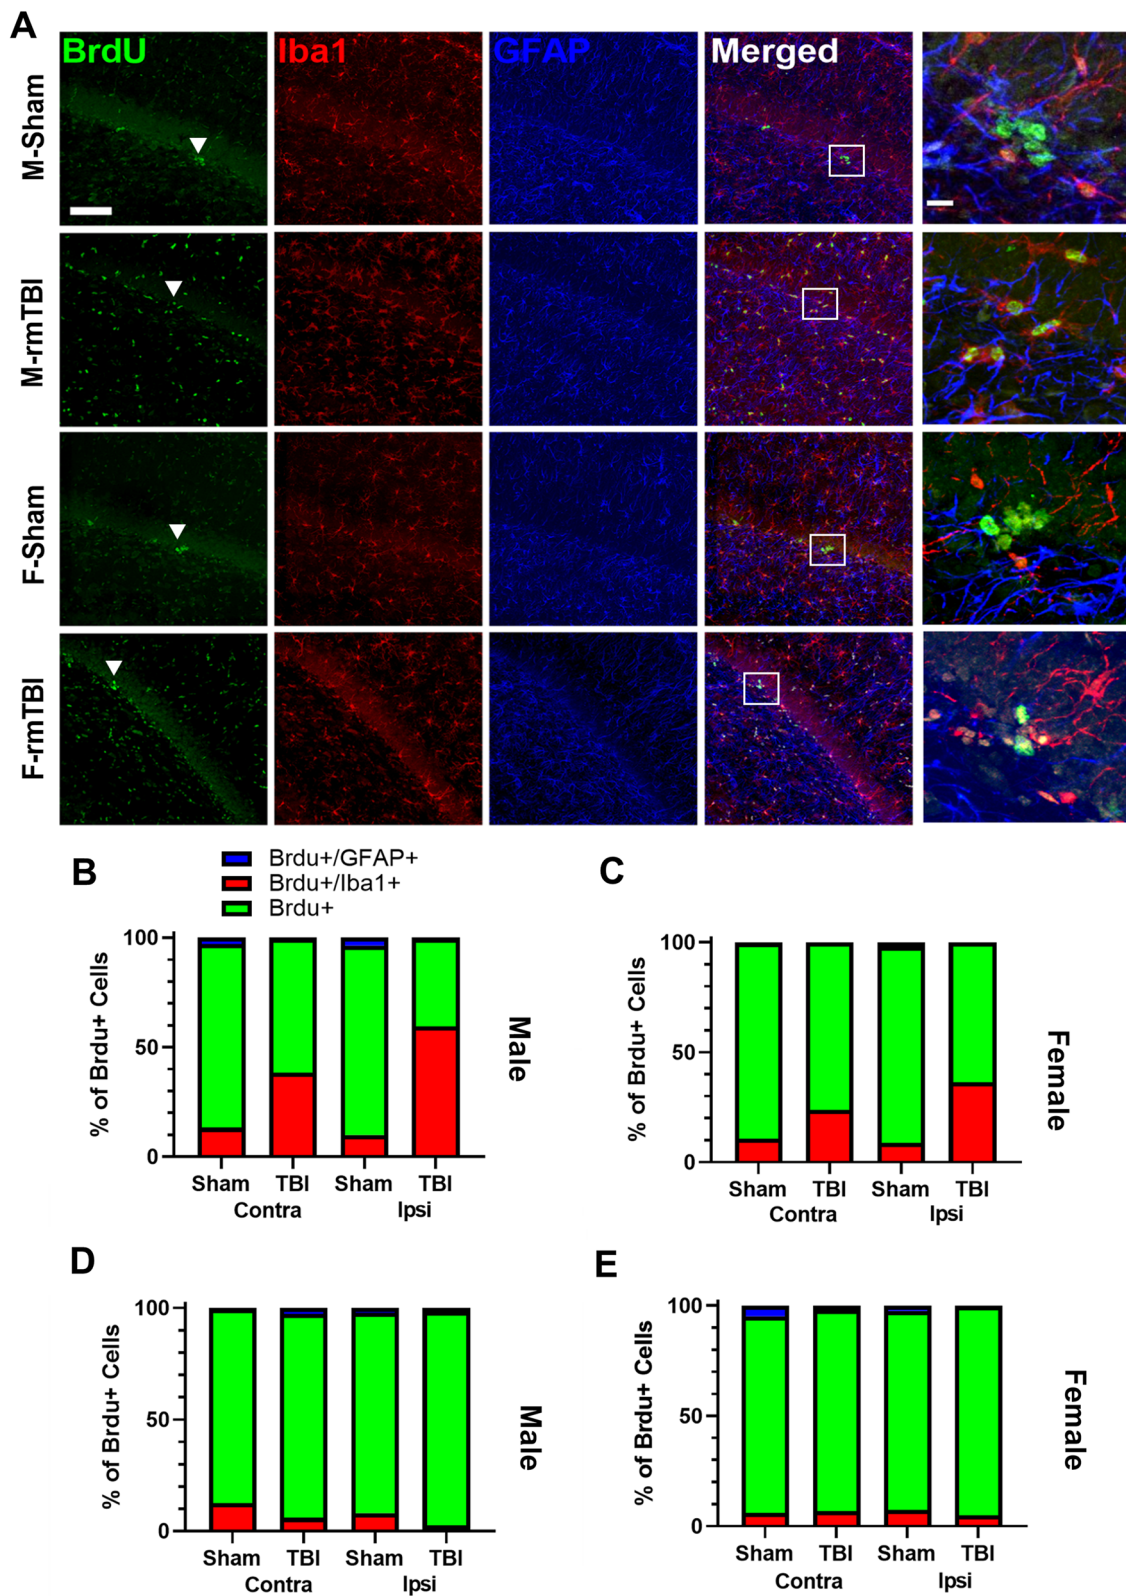 A
BrdU Iba1 GFAP Merged
M-Sham
M-rmTBI
F-Sham
F-rmTBI
B
Brdu+/GFAP+
Brdu+/Iba1+
Brdu+
100
50
0
% of Brdu+ Cells
Sham TBI Sham TBI
Contra Ipsi
Male
C
100
50
0
% of Brdu+ Cells
Sham TBI Sham TBI
Contra Ipsi
Female
D
100
50
0
% of Brdu+ Cells
Sham TBI Sham TBI
Contra Ipsi
Male
E
100
50
0
% of Brdu+ Cells
Sham TBI Sham TBI
Contra Ipsi
Female